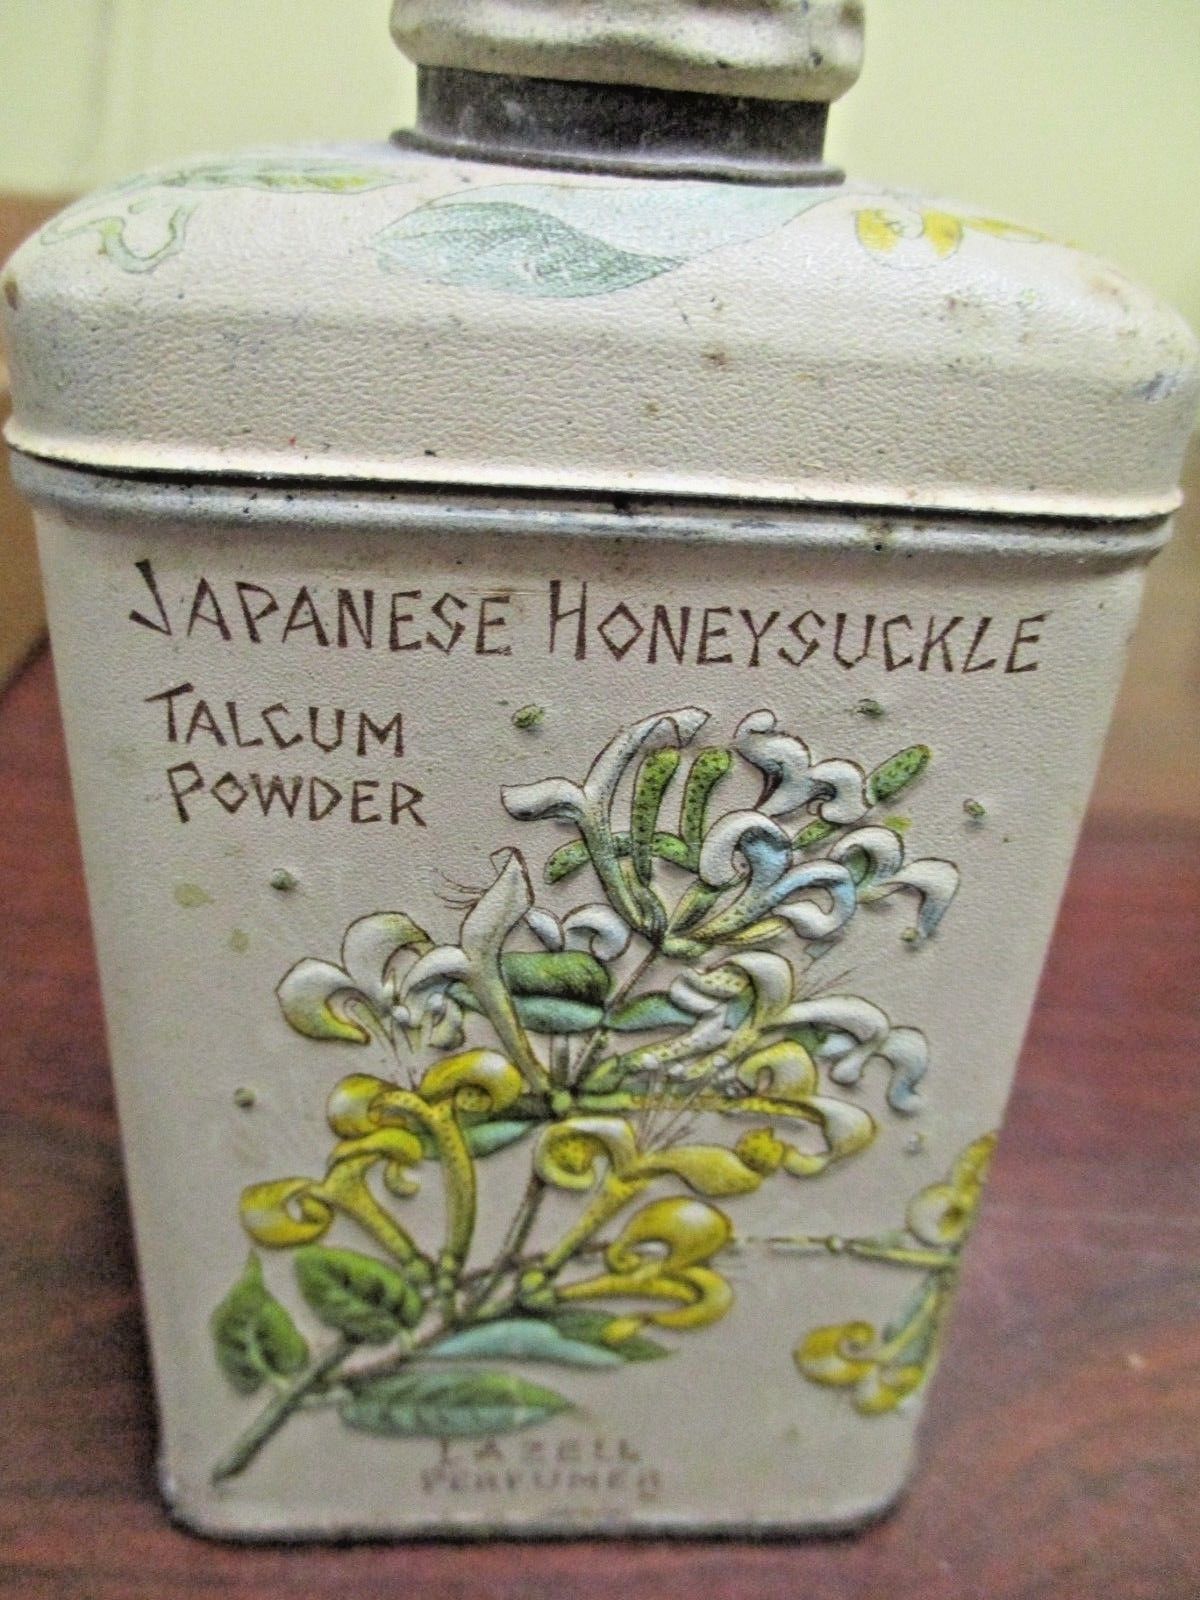 JAPANESE HONEYSUCKLE
TALCUM
POWDER
LAZELL
PERFUMER